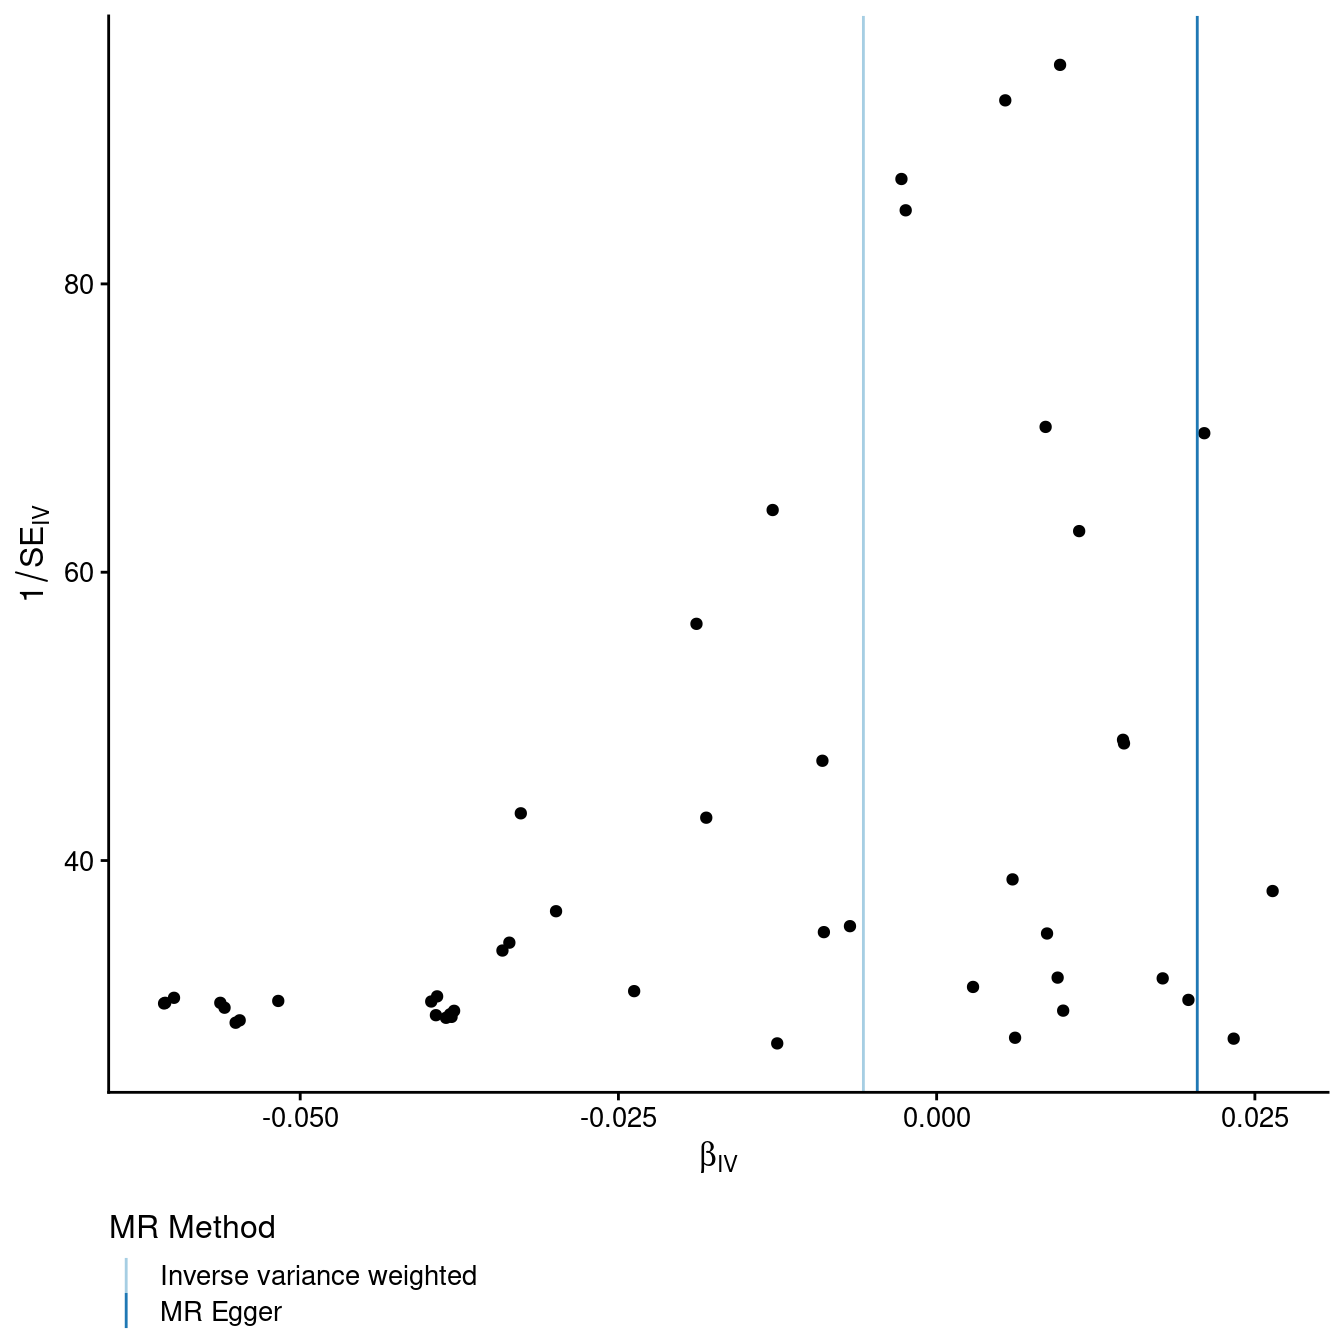 80
60
40
1/SE_IV
-0.050 -0.025 0.000 0.025
β_IV
MR Method
Inverse variance weighted
MR Egger